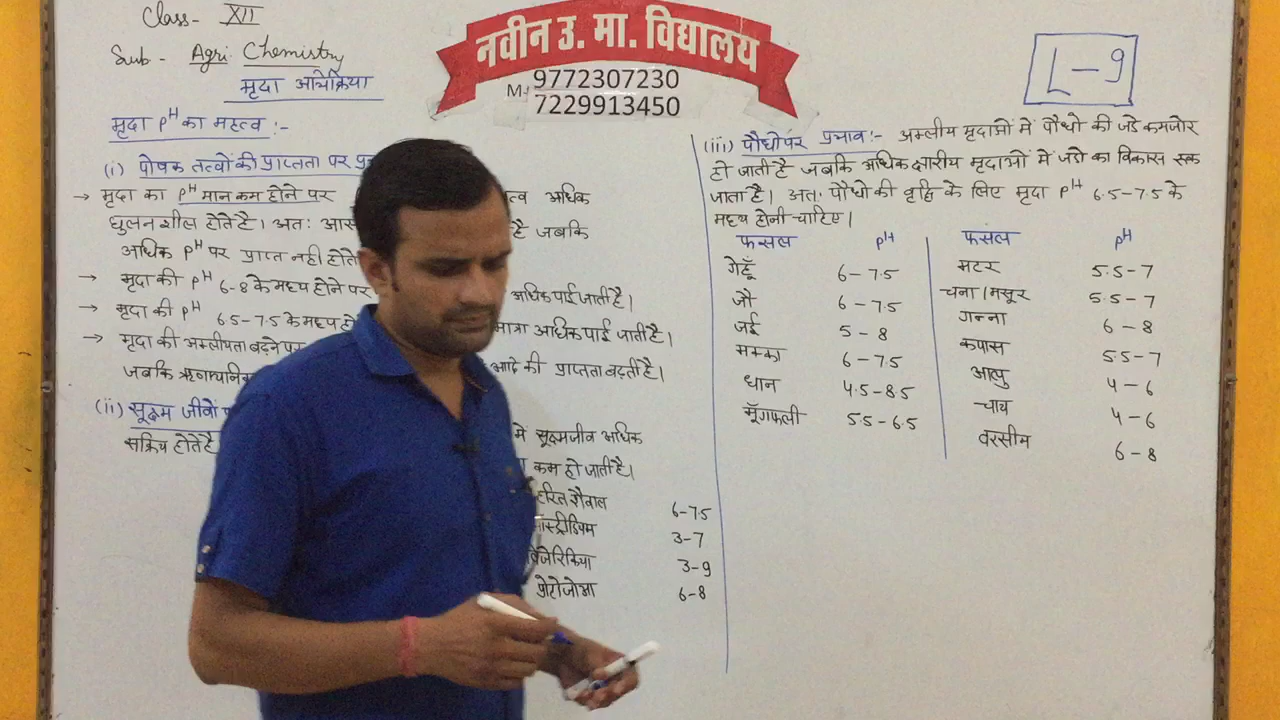 Class- XII
Sub - Agri Chemistry
मृदा अभिक्रिया
नवीन उ. मा. विद्यालय
M.
9772307230
7229913450
L-9
मृदा pH का महत्व :-
(i) पोषक तत्वों की प्राप्तता पर
→ मृदा का pH मान कम होने पर
अधिक
घुलनशील होते है। अतः
है जबकि
अधिक pH पर प्राप्त नही होते
→ मृदा की pH 6-8 के मध्य होने पर
अधिक पाई जाती है।
→ मृदा की pH 6.5-7.5 के मध्य
मात्रा अधिक पाई जाती है।
→ मृदा की अम्लीयता बढ़ने पर
आदि की प्राप्तता बढ़ती है।
जबकि
(ii) सूक्ष्म जीवों
में सूक्ष्मजीव अधिक
सक्रिय होते है
कम हो जाती है।
हरित शैवाल 6-7.5
3-7
3-9
प्रोटोजोआ 6-8
(iii) पौधों पर प्रभाव :- अम्लीय मृदाओं में पौधो की जड़े कमजोर
हो जाती है जबकि अधिक क्षारीय मृदाओं में जड़ो का विकास रूक
जाता है। अतः पौधो की वृद्धि के लिए मृदा pH 6.5-7.5 के
मध्य होनी चाहिए।
फसल pH
गेहूँ 6-7.5
जौ 6-7.5
जई 5-8
मक्का 6-7.5
धान 4.5-8.5
मूँगफली 5.5-6.5
फसल pH
मटर 5.5-7
चना/मसूर 5.5-7
गन्ना 6-8
कपास 5.5-7
आलू 4-6
चाय 4-6
वरसीम 6-8